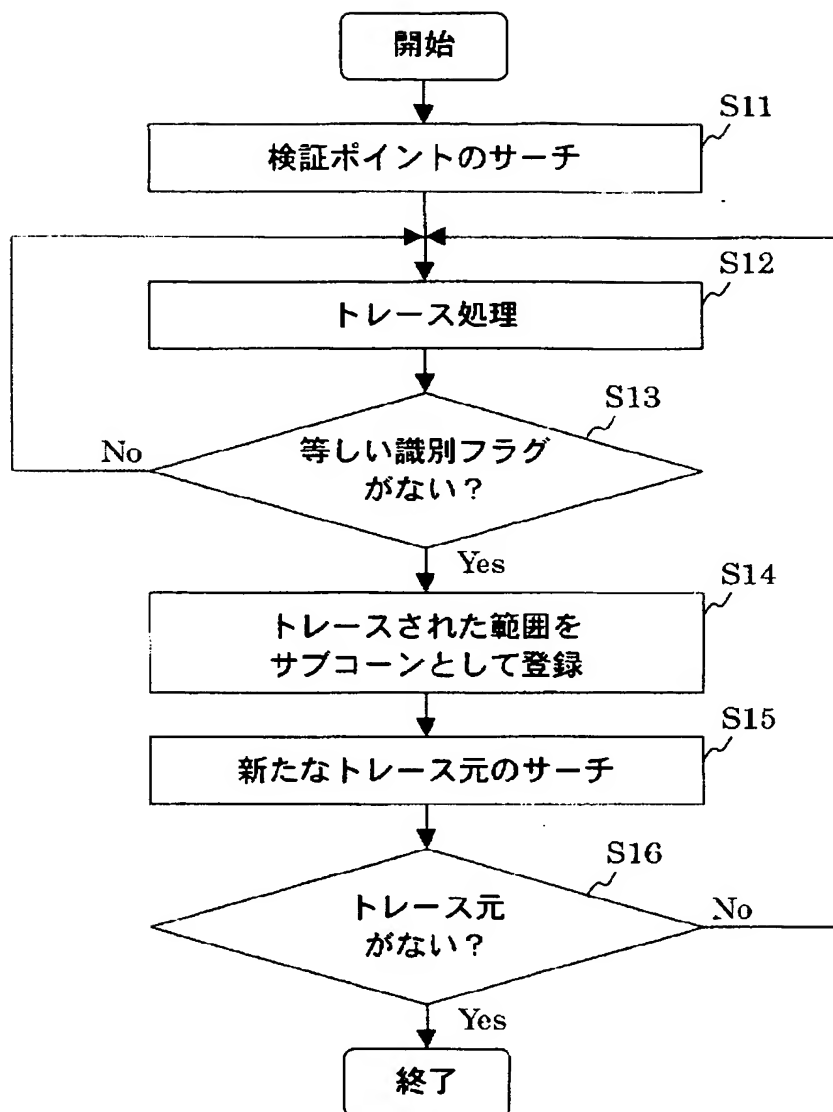 開始
S11
検証ポイントのサーチ
S12
トレース処理
S13
等しい識別フラグ
がない？
No
Yes
S14
トレースされた範囲を
サブコーンとして登録
S15
新たなトレース元のサーチ
S16
トレース元
がない？
No
Yes
終了